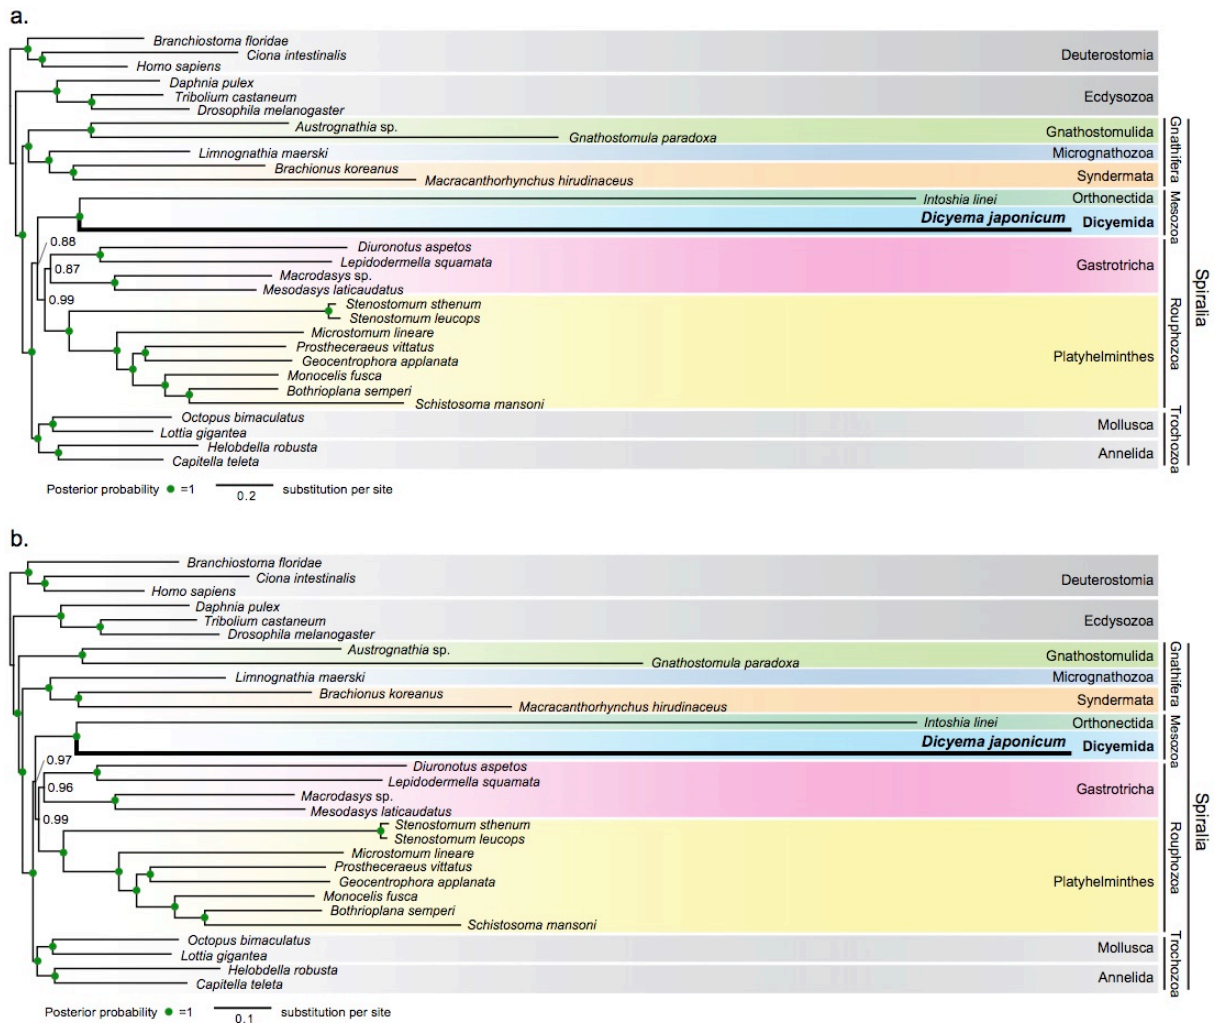 a.
Branchiostoma floridae
Ciona intestinalis
Homo sapiens
Deuterostomia
Daphnia pulex
Tribolium castaneum
Drosophila melanogaster
Ecdysozoa
Austrognathia sp.
Gnathostomula paradoxa
Gnathostomulida
Limnognathia maerski
Micrognathozoa
Brachionus koreanus
Macracanthorhynchus hirudinaceus
Syndermata
Gnathifera
Intoshia linei
Orthonectida
Dicyema japonicum
Dicyemida
Mesozoa
0.88
0.87
0.99
Diuronotus aspetos
Lepidodermella squamata
Macrodasys sp.
Mesodasys laticaudatus
Gastrotricha
Stenostomum sthenum
Stenostomum leucops
Microstomum lineare
Prostheceraeus vittatus
Geocentrophora applanata
Monocelis fusca
Bothrioplana semperi
Schistosoma mansoni
Platyhelminthes
Rouphozoa
Spiralia
Octopus bimaculatus
Lottia gigantea
Mollusca
Helobdella robusta
Capitella teleta
Annelida
Trochozoa
Posterior probability =1 0.2 substitution per site
b.
Branchiostoma floridae
Ciona intestinalis
Homo sapiens
Deuterostomia
Daphnia pulex
Tribolium castaneum
Drosophila melanogaster
Ecdysozoa
Austrognathia sp.
Gnathostomula paradoxa
Gnathostomulida
Limnognathia maerski
Micrognathozoa
Brachionus koreanus
Macracanthorhynchus hirudinaceus
Syndermata
Gnathifera
Intoshia linei
Orthonectida
Dicyema japonicum
Dicyemida
Mesozoa
0.97
0.96
0.99
Diuronotus aspetos
Lepidodermella squamata
Macrodasys sp.
Mesodasys laticaudatus
Gastrotricha
Stenostomum sthenum
Stenostomum leucops
Microstomum lineare
Prostheceraeus vittatus
Geocentrophora applanata
Monocelis fusca
Bothrioplana semperi
Schistosoma mansoni
Platyhelminthes
Rouphozoa
Spiralia
Octopus bimaculatus
Lottia gigantea
Mollusca
Helobdella robusta
Capitella teleta
Annelida
Trochozoa
Posterior probability =1 0.1 substitution per site